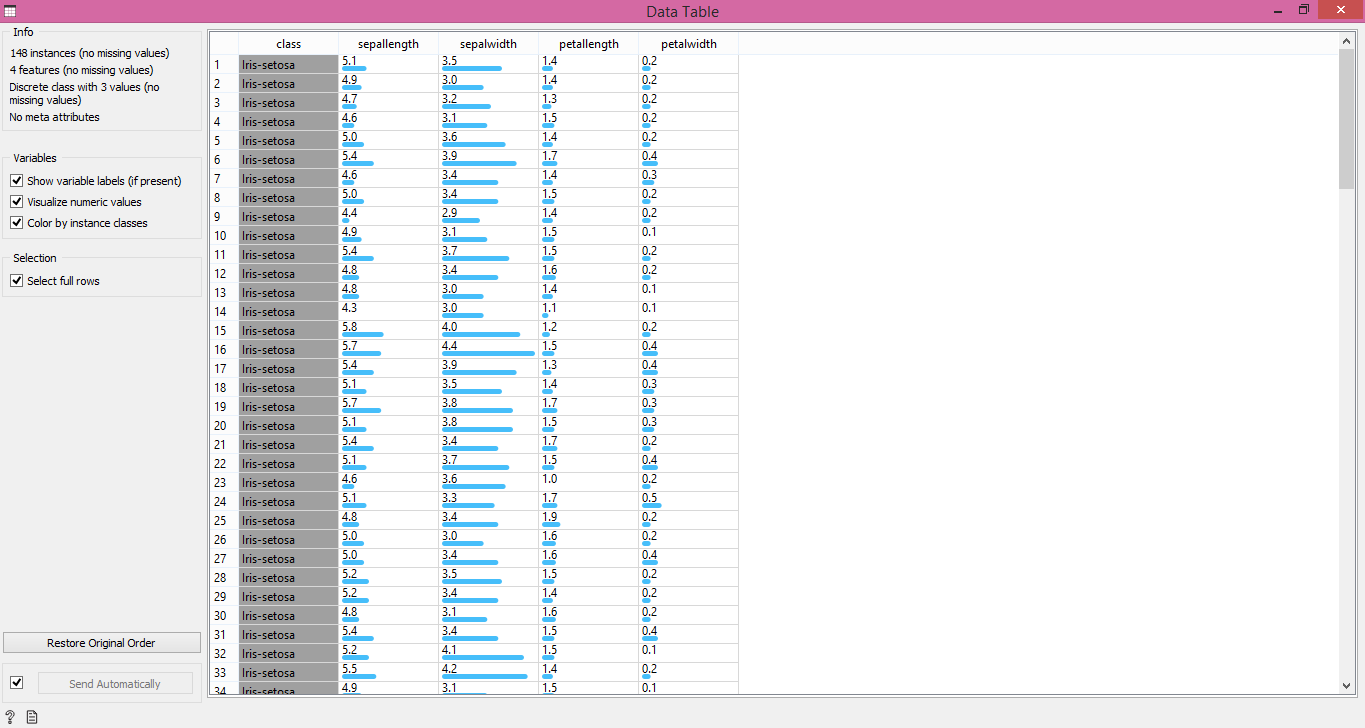 Data Table
Info
148 instances (no missing values)
4 features (no missing values)
Discrete class with 3 values (no
missing values)
No meta attributes
Variables
Show variable labels (if present)
Visualize numeric values
Color by instance classes
Selection
Select full rows
Restore Original Order
Send Automatically
class sepallength sepalwidth petallength petalwidth
1 Iris-setosa 5.1 3.5 1.4 0.2
2 Iris-setosa 4.9 3.0 1.4 0.2
3 Iris-setosa 4.7 3.2 1.3 0.2
4 Iris-setosa 4.6 3.1 1.5 0.2
5 Iris-setosa 5.0 3.6 1.4 0.2
6 Iris-setosa 5.4 3.9 1.7 0.4
7 Iris-setosa 4.6 3.4 1.4 0.3
8 Iris-setosa 5.0 3.4 1.5 0.2
9 Iris-setosa 4.4 2.9 1.4 0.2
10 Iris-setosa 4.9 3.1 1.5 0.1
11 Iris-setosa 5.4 3.7 1.5 0.2
12 Iris-setosa 4.8 3.4 1.6 0.2
13 Iris-setosa 4.8 3.0 1.4 0.1
14 Iris-setosa 4.3 3.0 1.1 0.1
15 Iris-setosa 5.8 4.0 1.2 0.2
16 Iris-setosa 5.7 4.4 1.5 0.4
17 Iris-setosa 5.4 3.9 1.3 0.4
18 Iris-setosa 5.1 3.5 1.4 0.3
19 Iris-setosa 5.7 3.8 1.7 0.3
20 Iris-setosa 5.1 3.8 1.5 0.3
21 Iris-setosa 5.4 3.4 1.7 0.2
22 Iris-setosa 5.1 3.7 1.5 0.4
23 Iris-setosa 4.6 3.6 1.0 0.2
24 Iris-setosa 5.1 3.3 1.7 0.5
25 Iris-setosa 4.8 3.4 1.9 0.2
26 Iris-setosa 5.0 3.0 1.6 0.2
27 Iris-setosa 5.0 3.4 1.6 0.4
28 Iris-setosa 5.2 3.5 1.5 0.2
29 Iris-setosa 5.2 3.4 1.4 0.2
30 Iris-setosa 4.8 3.1 1.6 0.2
31 Iris-setosa 5.4 3.4 1.5 0.4
32 Iris-setosa 5.2 4.1 1.5 0.1
33 Iris-setosa 5.5 4.2 1.4 0.2
34 Iris-setosa 4.9 3.1 1.5 0.1